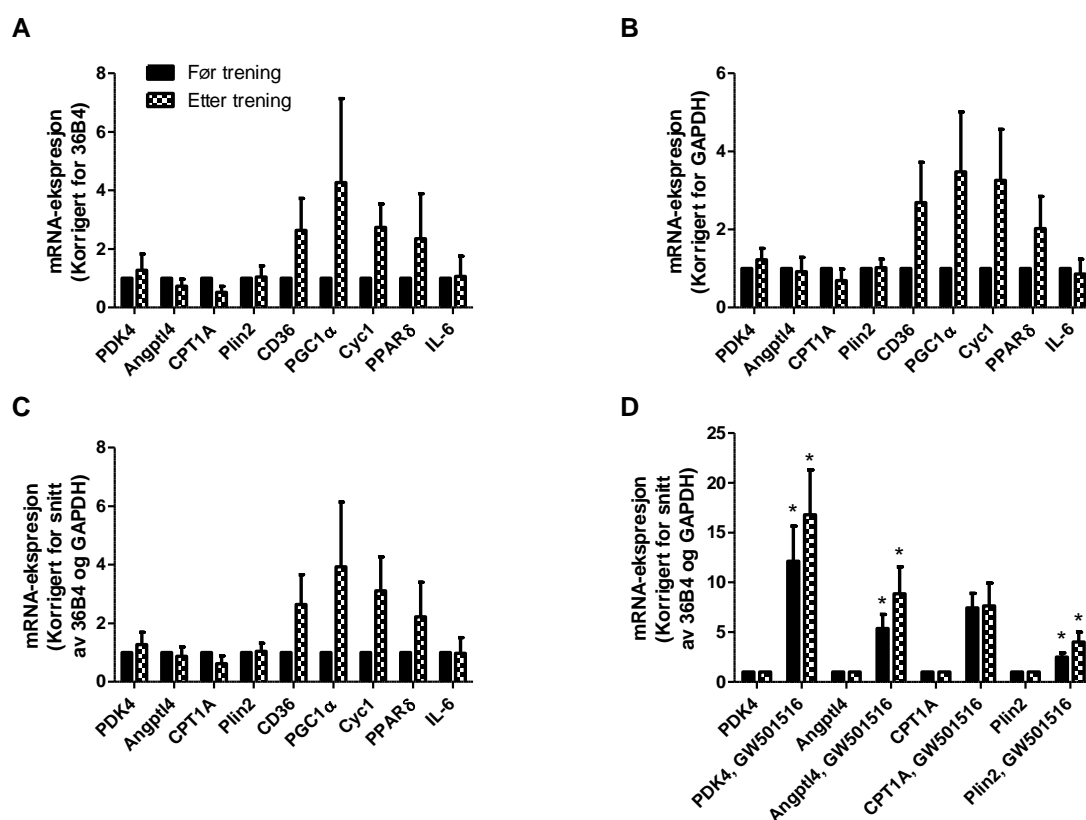 A
Før trening
Etter trening
mRNA-ekspresjon
(Korrigert for 36B4)
8
6
4
2
0
PDK4
Angptl4
CPT1A
Plin2
CD36
PGC1α
Cyc1
PPARδ
IL-6
B
mRNA-ekspresjon
(Korrigert for GAPDH)
6
4
2
0
PDK4
Angptl4
CPT1A
Plin2
CD36
PGC1α
Cyc1
PPARδ
IL-6
C
mRNA-ekspresjon
(Korrigert for snitt
av 36B4 og GAPDH)
8
6
4
2
0
PDK4
Angptl4
CPT1A
Plin2
CD36
PGC1α
Cyc1
PPARδ
IL-6
D
mRNA-ekspresjon
(Korrigert for snitt
av 36B4 og GAPDH)
25
20
15
10
5
0
* *
* *
* *
PDK4
PDK4, GW501516
Angptl4
Angptl4, GW501516
CPT1A
CPT1A, GW501516
Plin2
Plin2, GW501516